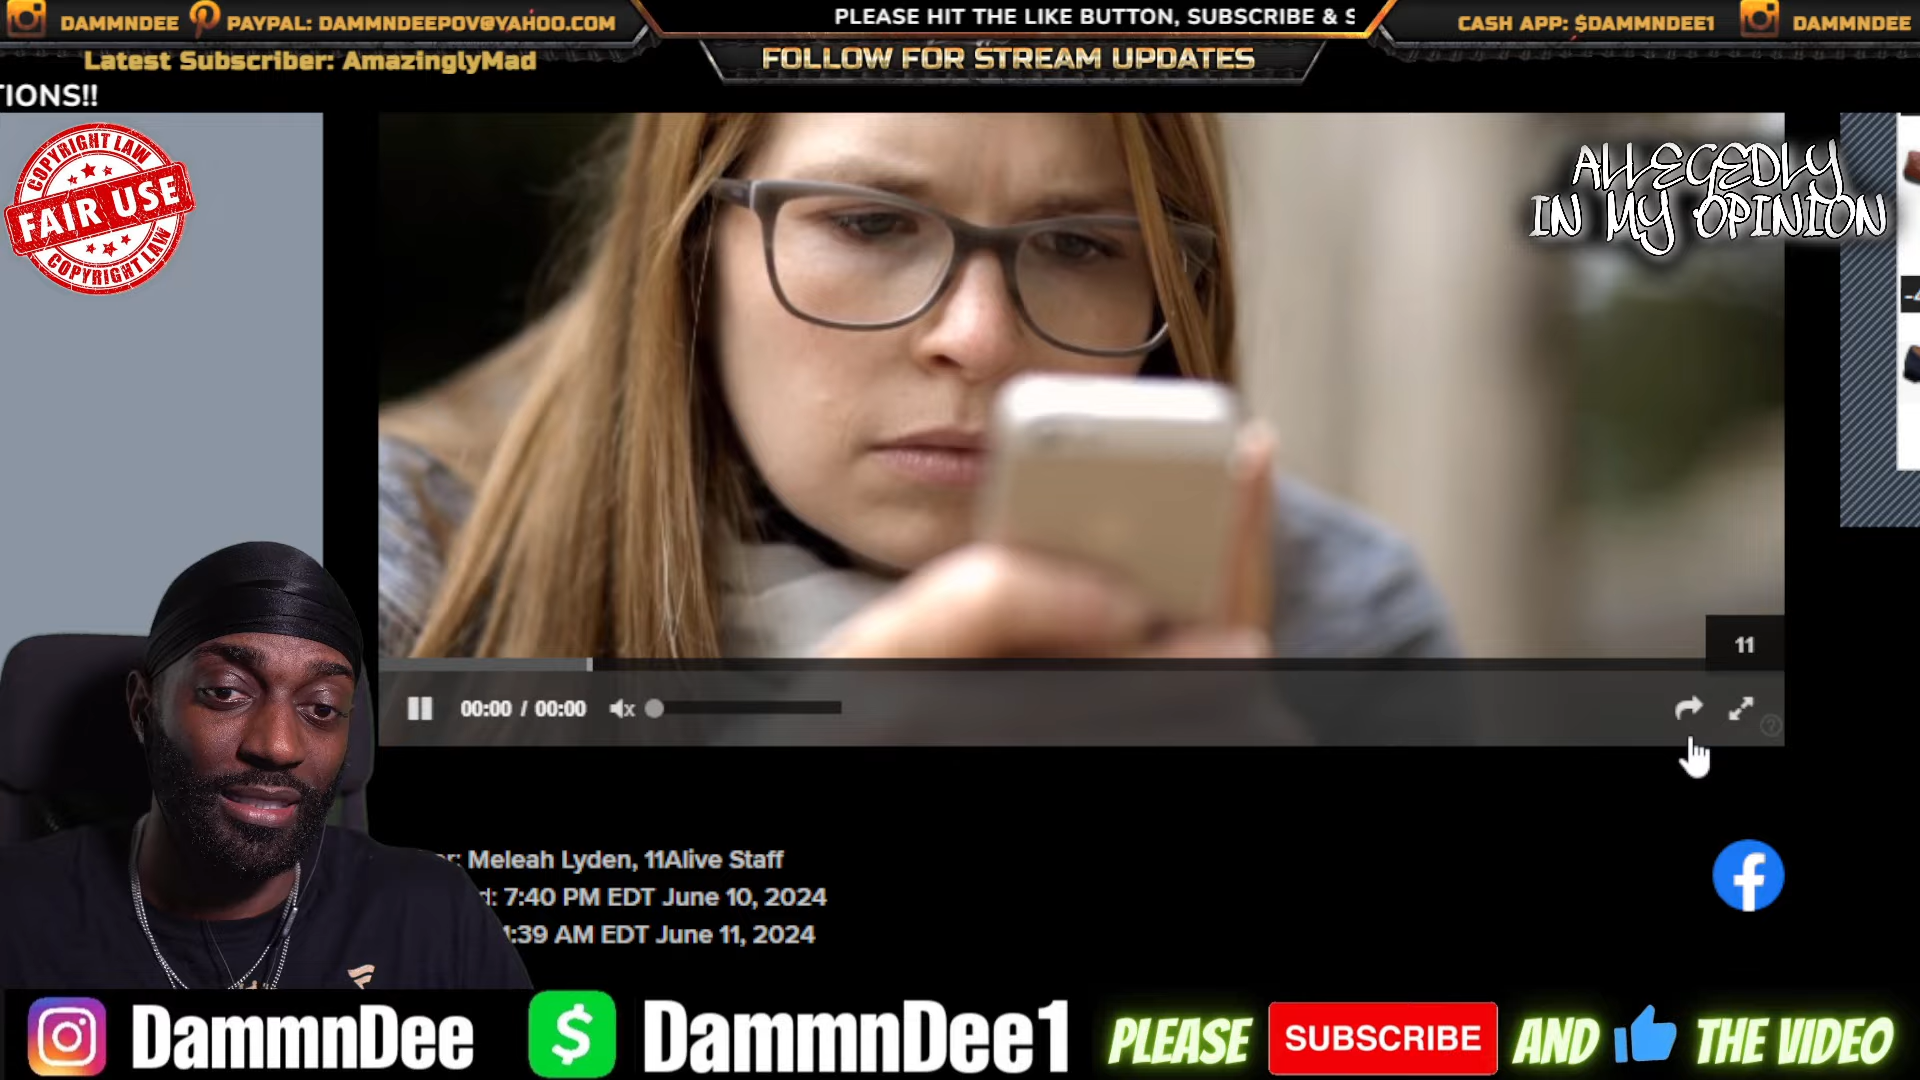 DAMMNDEE
PAYPAL: DAMMNDEEPOV@YAHOO.COM
PLEASE HIT THE LIKE BUTTON, SUBSCRIBE & S
CASH APP: $DAMMNDEE1
DAMMNDEE
Latest Subscriber: AmazinglyMad
FOLLOW FOR STREAM UPDATES
TIONS!!
COPYRIGHT LAW
FAIR USE
COPYRIGHT LAW
ALLEGEDLY
IN MY OPINION
11
00:00 / 00:00
er: Meleah Lyden, 11Alive Staff
d: 7:40 PM EDT June 10, 2024
:39 AM EDT June 11, 2024
DammnDee
$
DammnDee1
PLEASE
SUBSCRIBE
AND
THE VIDEO